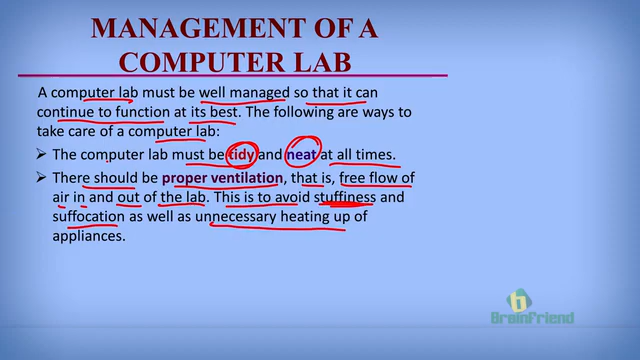 MANAGEMENT OF A
COMPUTER LAB
A computer lab must be well managed so that it can
continue to function at its best. The following are ways to
take care of a computer lab:
➤ The computer lab must be tidy and neat at all times.
➤ There should be proper ventilation, that is, free flow of
air in and out of the lab. This is to avoid stuffiness and
suffocation as well as unnecessary heating up of
appliances.
b
BrainFriend